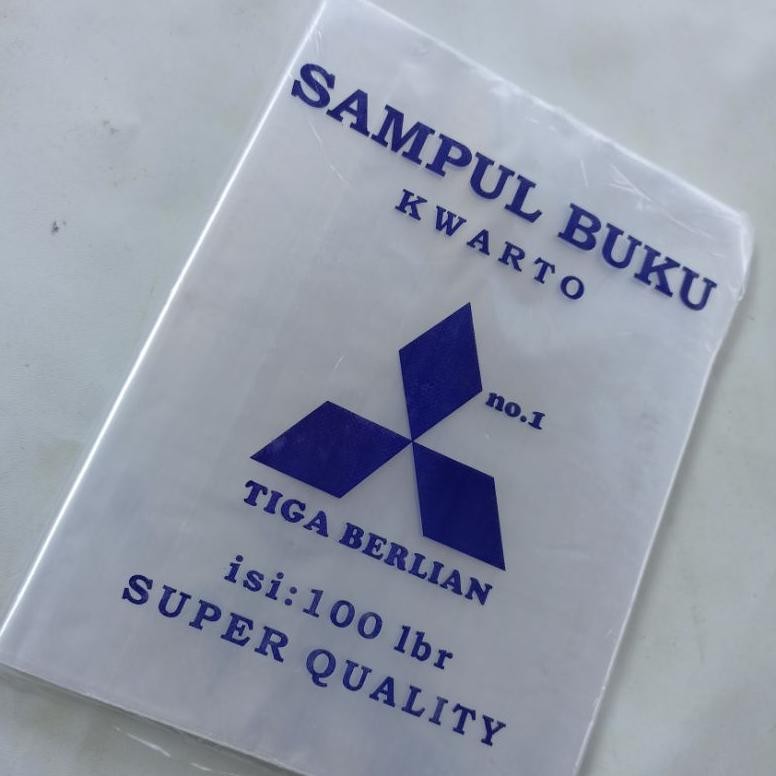 SAMPUL BUKU
KWARTO
no.1
TIGA BERLIAN
isi:100 lbr
SUPER QUALITY